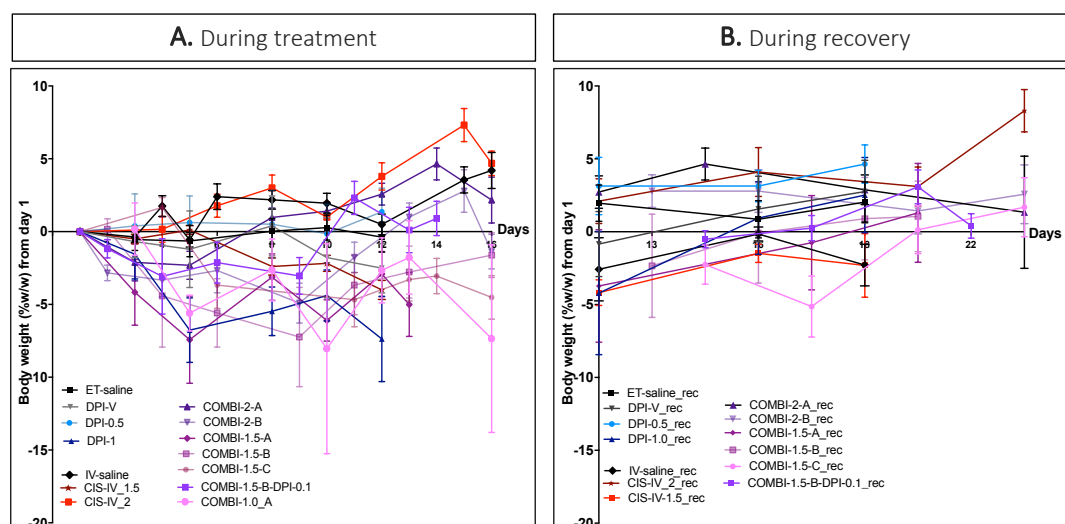 A. During treatment
B. During recovery
Body weight (%w/w) from day 1
10
5
0
-5
-10
-15
-20
10
12
14
Days
ET-saline
DPI-V
DPI-0.5
DPI-1
IV-saline
CIS-IV_1.5
CIS-IV_2
COMBI-2-A
COMBI-2-B
COMBI-1.5-A
COMBI-1.5-B
COMBI-1.5-C
COMBI-1.5-B-DPI-0.1
COMBI-1.0_A
Body weight (%w/w) from day 1
10
5
0
-5
-10
-15
-20
13
19
22
Days
ET-saline_rec
DPI-V_rec
DPI-0.5_rec
DPI-1.0_rec
IV-saline_rec
CIS-IV_2_rec
CIS-IV-1.5_rec
COMBI-2-A_rec
COMBI-2-B_rec
COMBI-1.5-A_rec
COMBI-1.5-B_rec
COMBI-1.5-C_rec
COMBI-1.5-B-DPI-0.1_rec